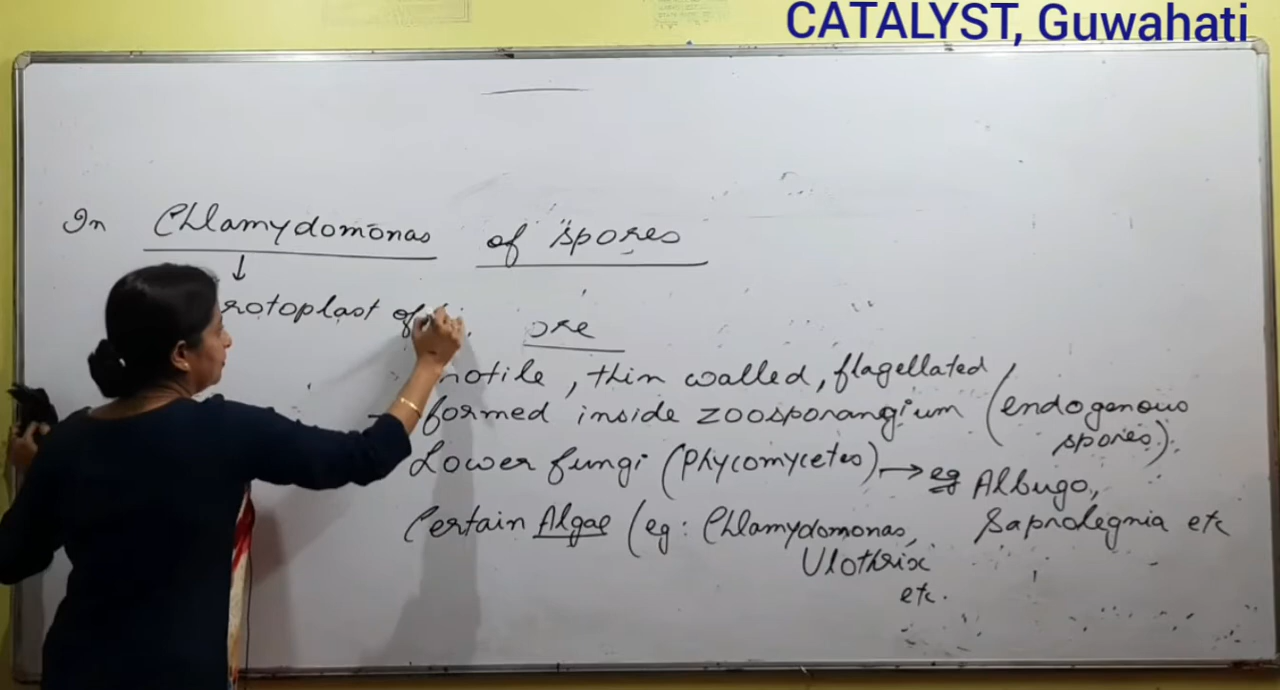 CATALYST, Guwahati
In Chlamydomonas of spores
↓
rotoplast of
ore
motile, thin walled, flagellated
- formed inside zoosporangium (endogenous spores).
Lower fungi (Phycomycetes) → eg Albugo, Saprolegnia etc
Certain Algae (eg: Chlamydomonas, Ulothrix etc.